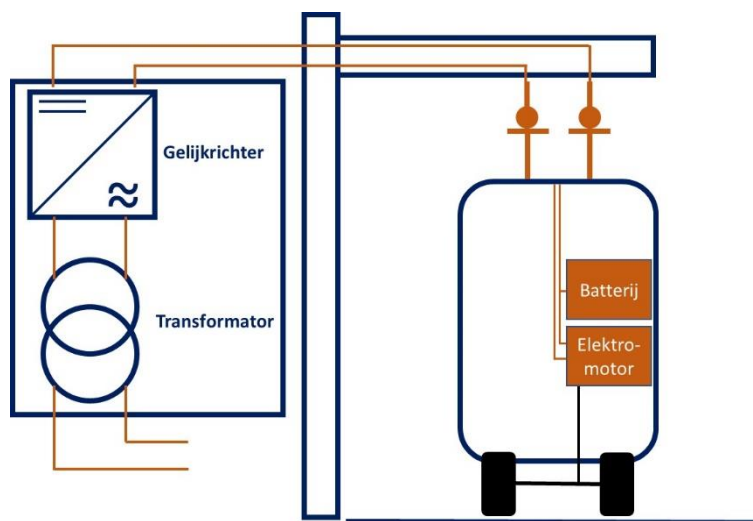 Gelijkrichter
Transformator
Batterij
Elektro-
motor